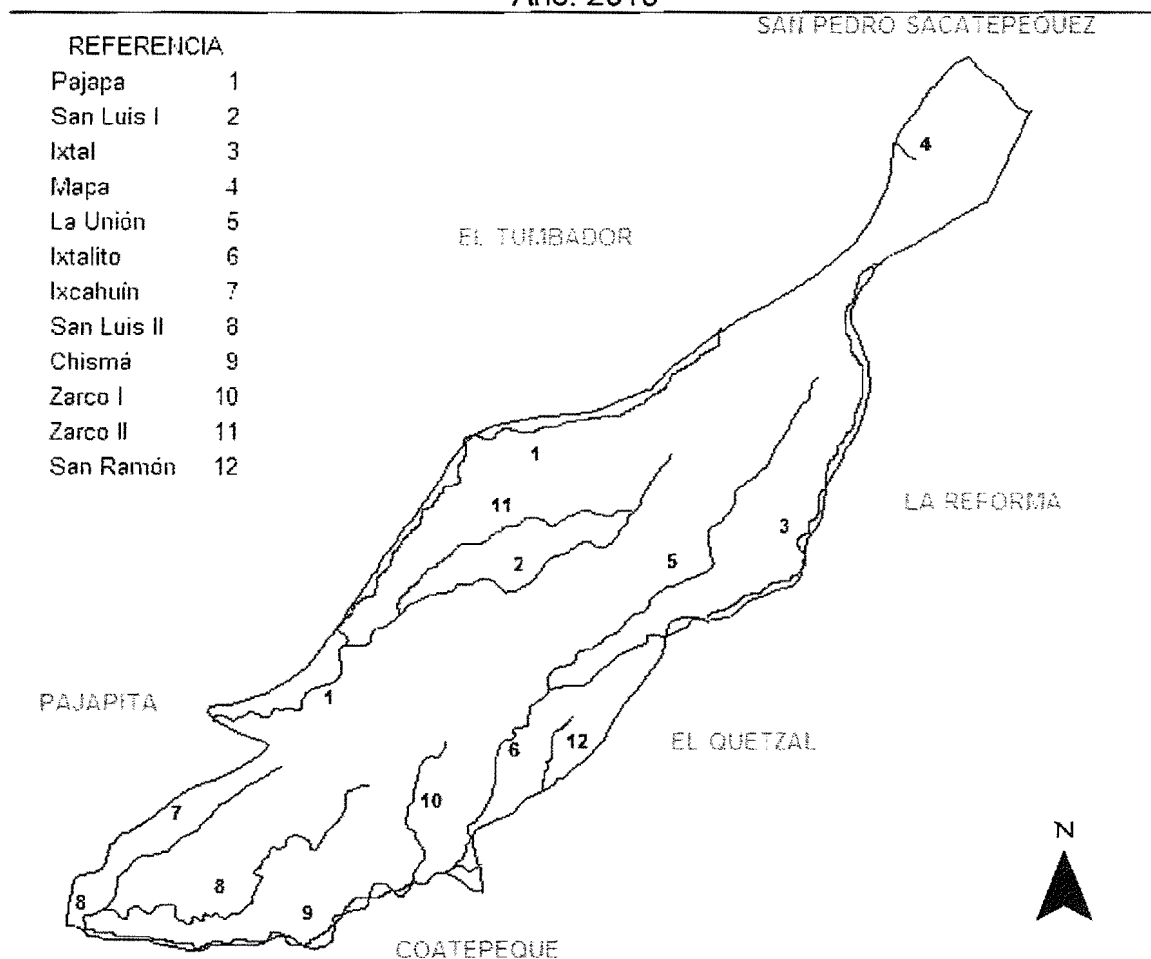 SAN PEDRO SACATEPEQUEZ
REFERENCIA
Pajapa 1
San Luis I 2
Ixtal 3
Mapa 4
La Unión 5
Ixtalito 6
Ixcahuín 7
San Luis II 8
Chismá 9
Zarco I 10
Zarco II 11
San Ramón 12
4
EL TUMBADOR
1
11
LA REFORMA
3
2
5
PAJAPITA
1
EL QUETZAL
6
12
7
10
N
8
8
9
COATEPEQUE